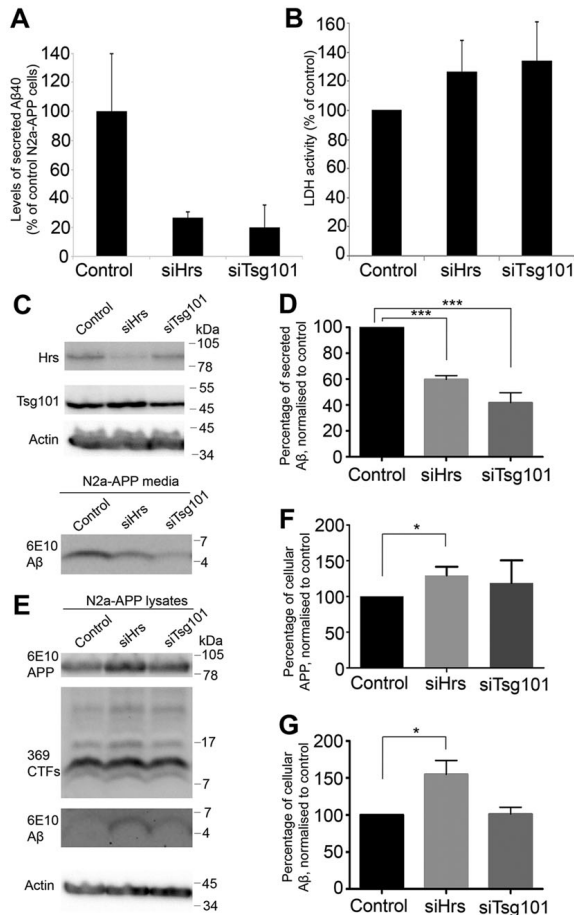 A
Levels of secreted Aβ40
(% of control N2a-APP cells)
140
120
100
80
60
40
20
0
Control siHrs siTsg101
B
LDH activity (% of control)
160
140
120
100
80
60
40
20
0
Control siHrs siTsg101
C
Control siHrs siTsg101
kDa
Hrs
105
78
Tsg101
55
45
Actin
45
34
N2a-APP media
Control siHrs siTsg101
6E10
Aβ
7
4
D
Percentage of secreted
Aβ, normalised to control
100
80
60
40
20
0
***
***
Control siHrs siTsg101
E
N2a-APP lysates
Control siHrs siTsg101
kDa
6E10
APP
105
78
369
CTFs
17
7
6E10
Aβ
7
4
Actin
45
34
F
Percentage of cellular
APP, normalised to control
200
150
100
50
0
*
Control siHrs siTsg101
G
Percentage of cellular
Aβ, normalised to control
200
150
100
50
0
*
Control siHrs siTsg101